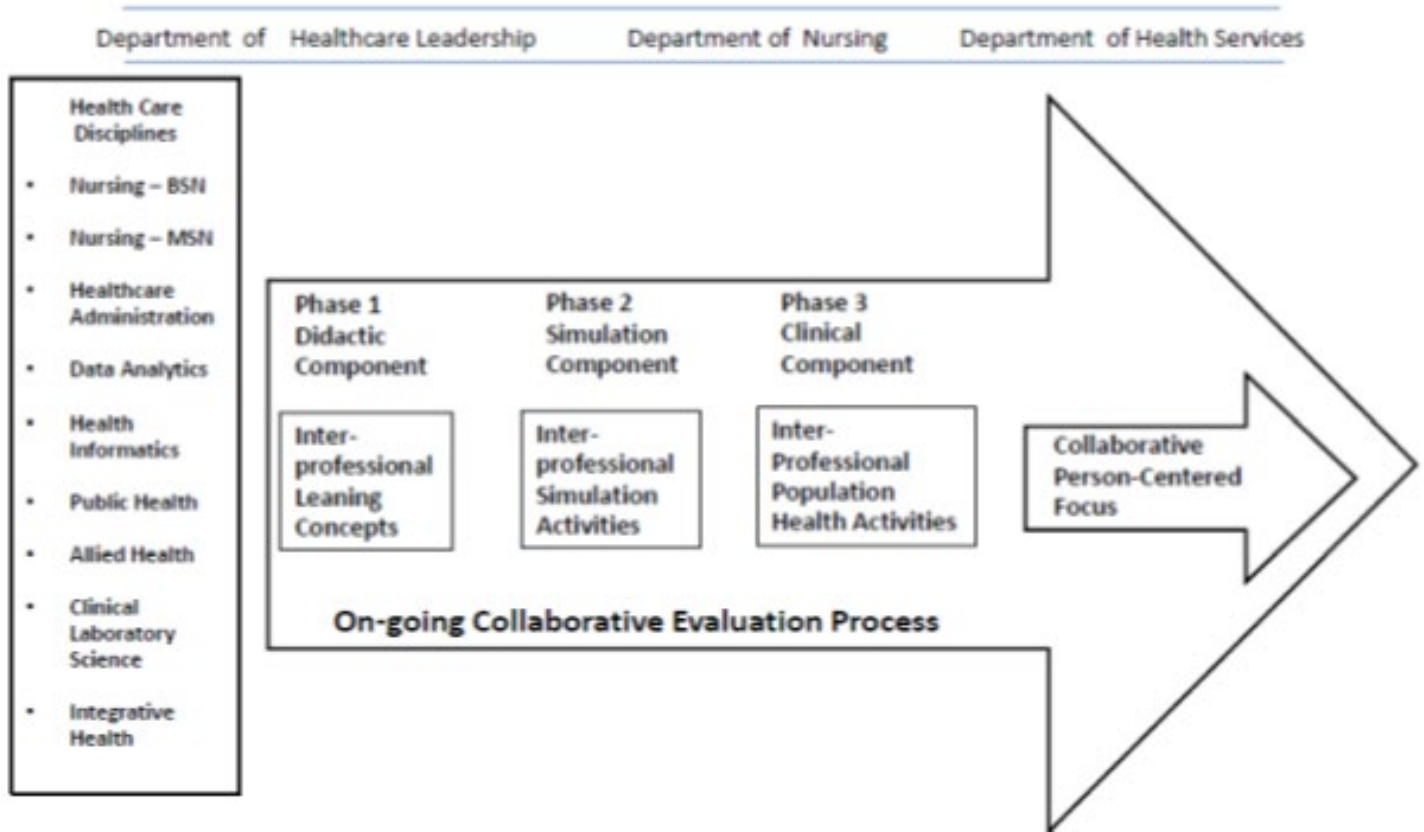 Department of Healthcare Leadership Department of Nursing Department of Health Services
Health Care
Disciplines
• Nursing – BSN
• Nursing – MSN
• Healthcare
Administration
• Data Analytics
• Health
Informatics
• Public Health
• Allied Health
• Clinical
Laboratory
Science
• Integrative
Health
Phase 1
Didactic
Component
Inter-
professional
Leaning
Concepts
Phase 2
Simulation
Component
Inter-
professional
Simulation
Activities
Phase 3
Clinical
Component
Inter-
Professional
Population
Health Activities
Collaborative
Person-Centered
Focus
On-going Collaborative Evaluation Process